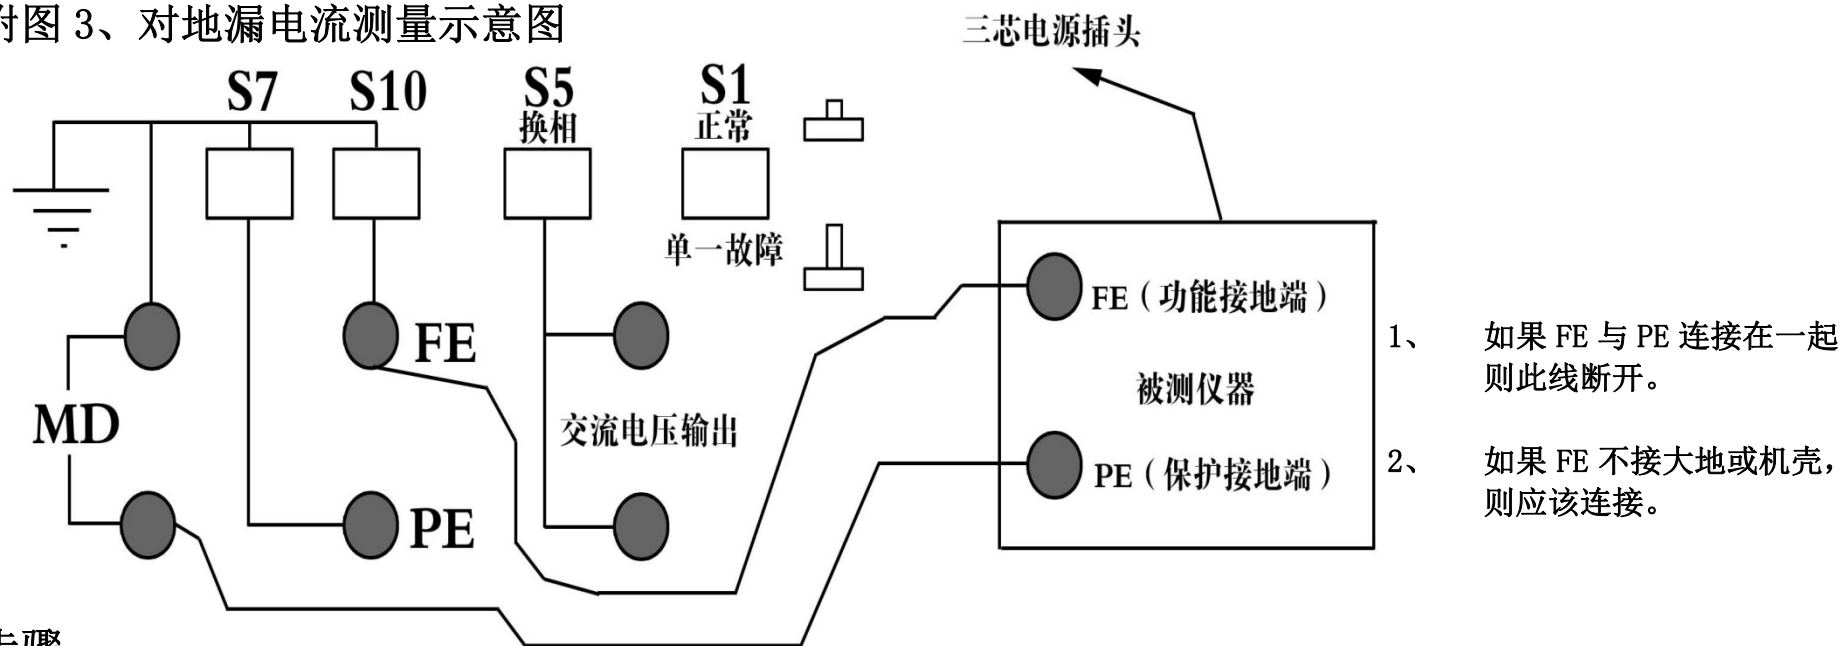 附图 3、对地漏电流测量示意图
三芯电源插头
S7
S10
S5
换相
S1
正常
单一故障
FE
MD
交流电压输出
PE
FE（功能接地端）
被测仪器
PE（保护接地端）
1、 如果 FE 与 PE 连接在一起
则此线断开。
2、 如果 FE 不接大地或机壳，
则应该连接。